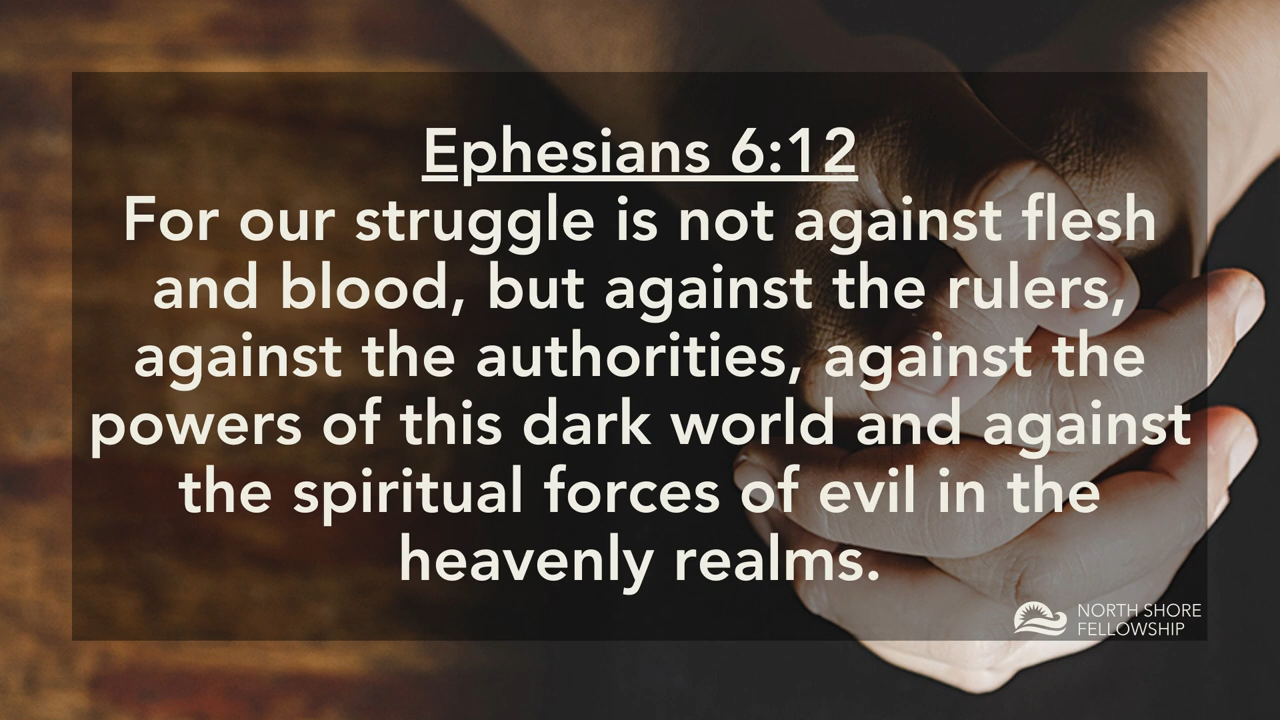 Ephesians 6:12
For our struggle is not against flesh
and blood, but against the rulers,
against the authorities, against the
powers of this dark world and against
the spiritual forces of evil in the
heavenly realms.
NORTH SHORE
FELLOWSHIP